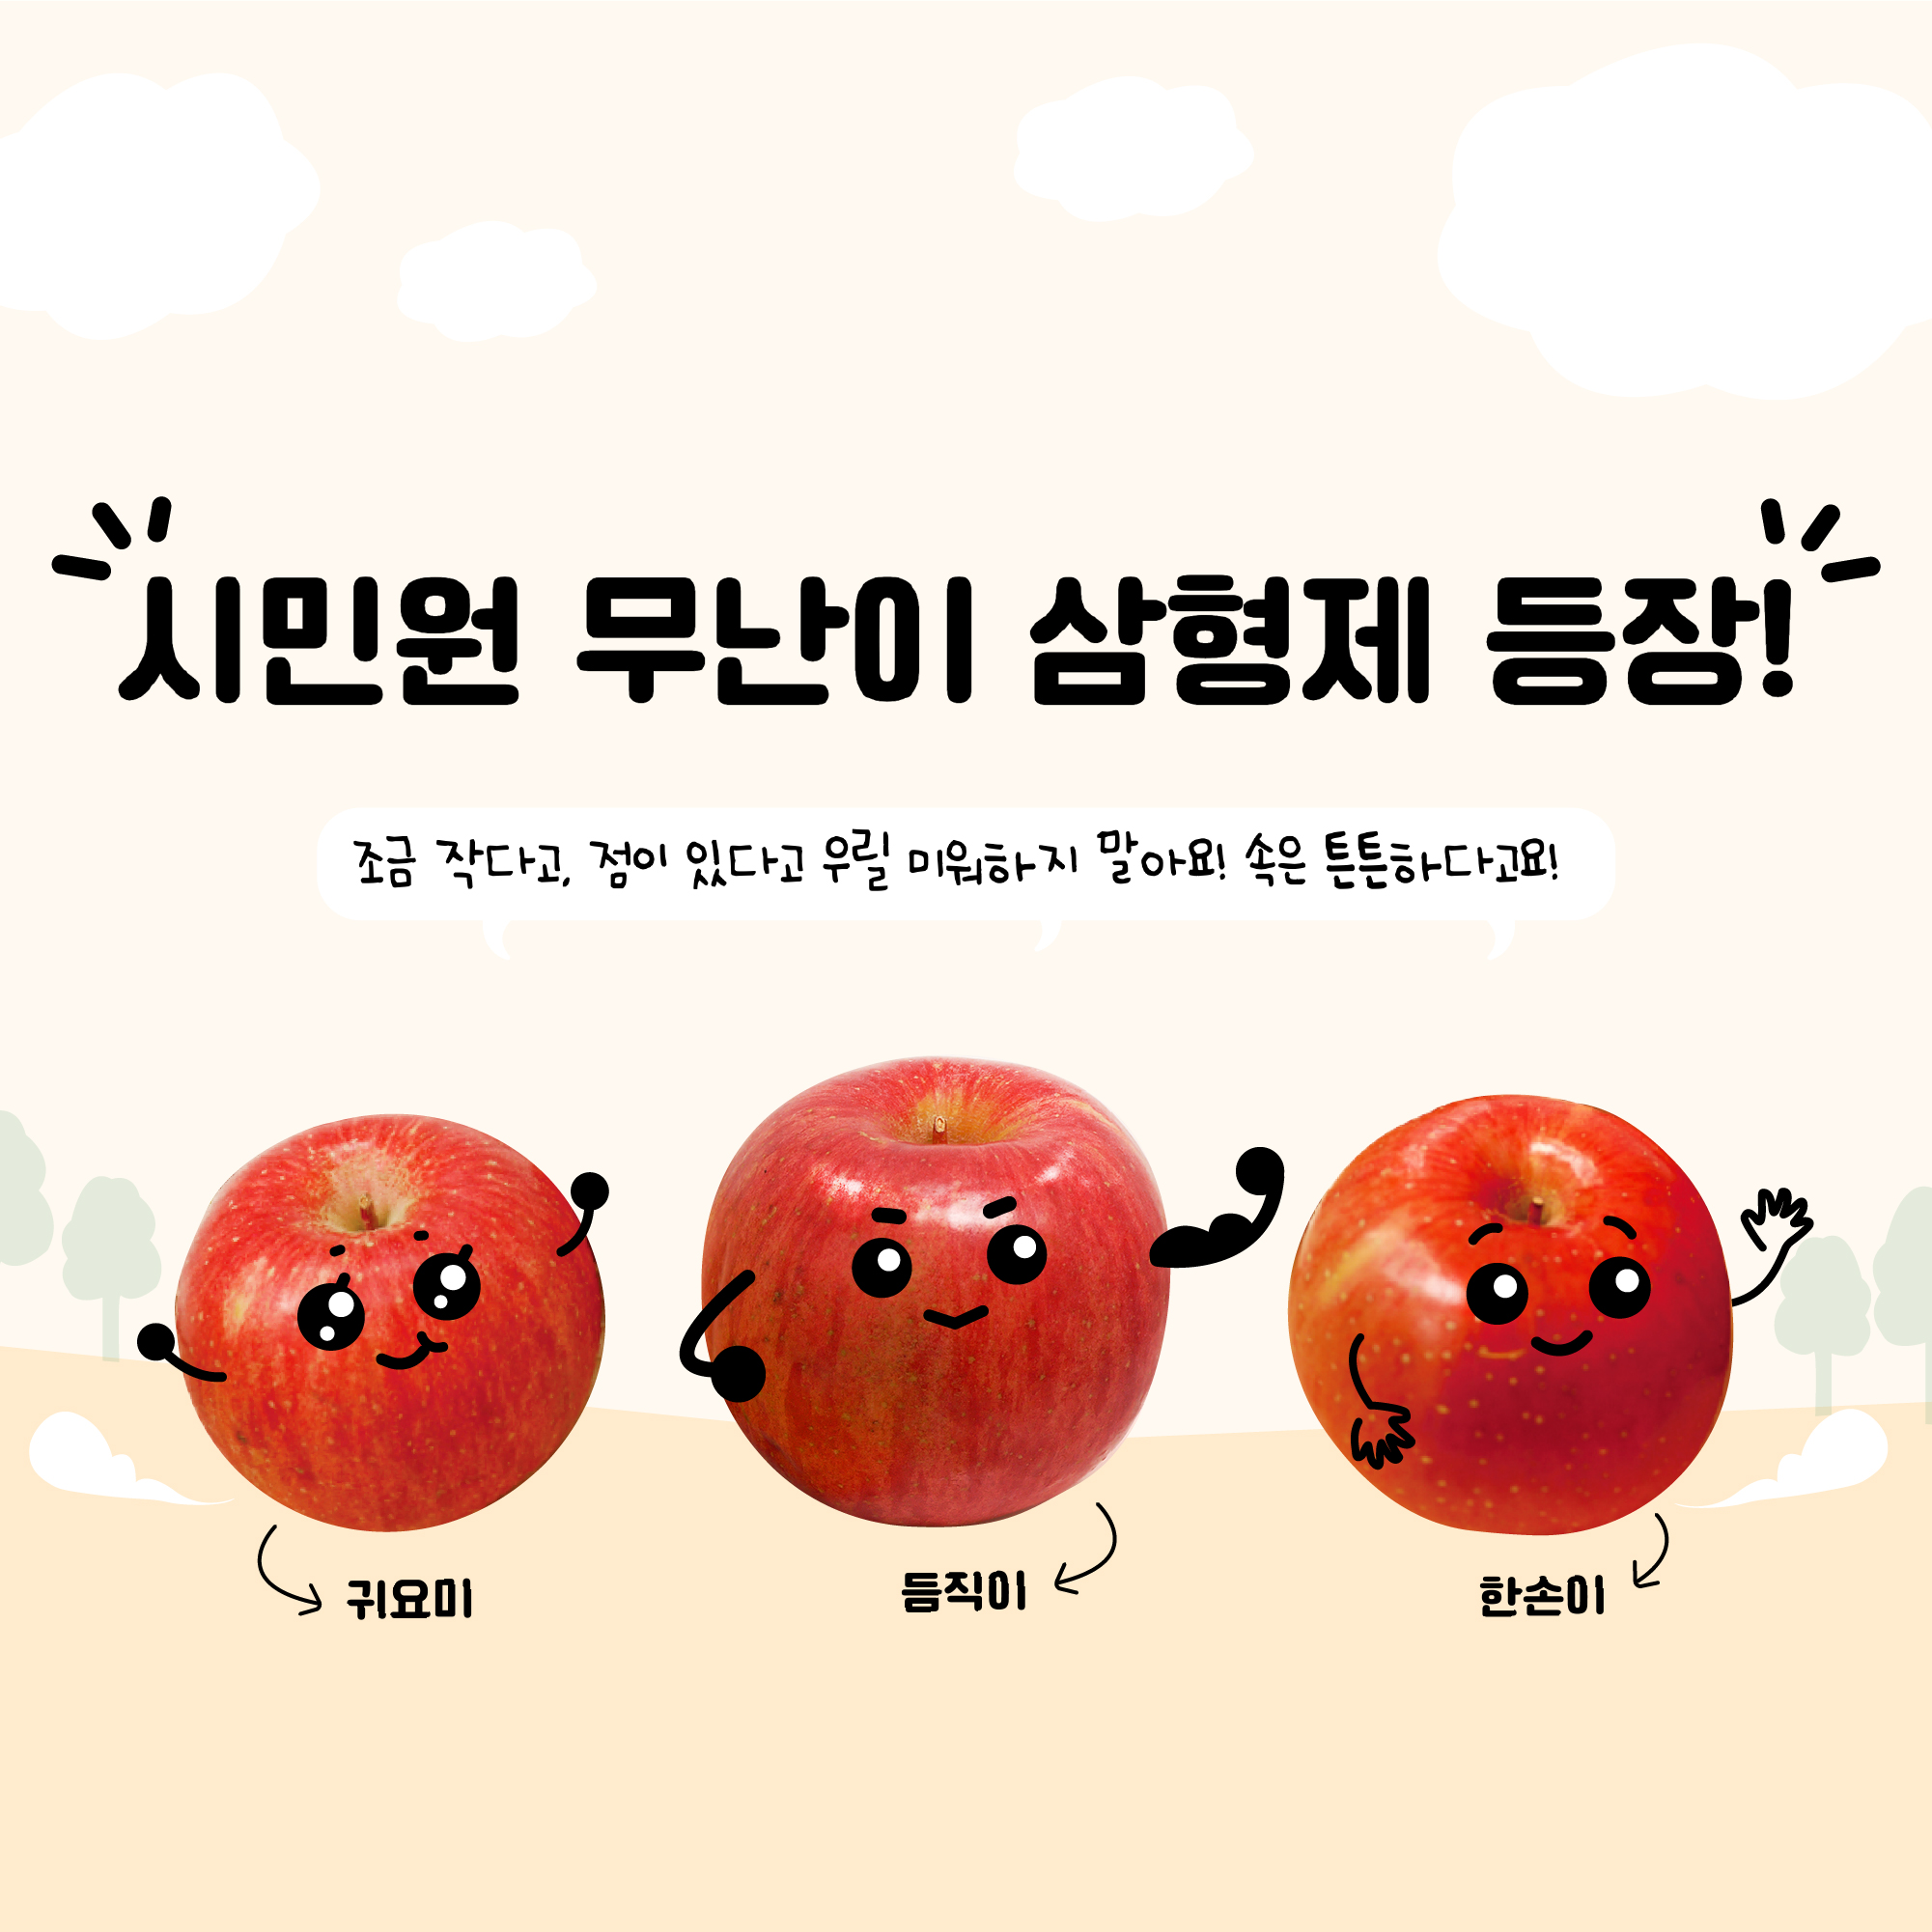 시민원 무난이 삼형제 등장!
조금 작다고, 점이 있다고 우릴 미워하지 말아요! 속은 튼튼하다고요!
귀요미
듬직이
한손이